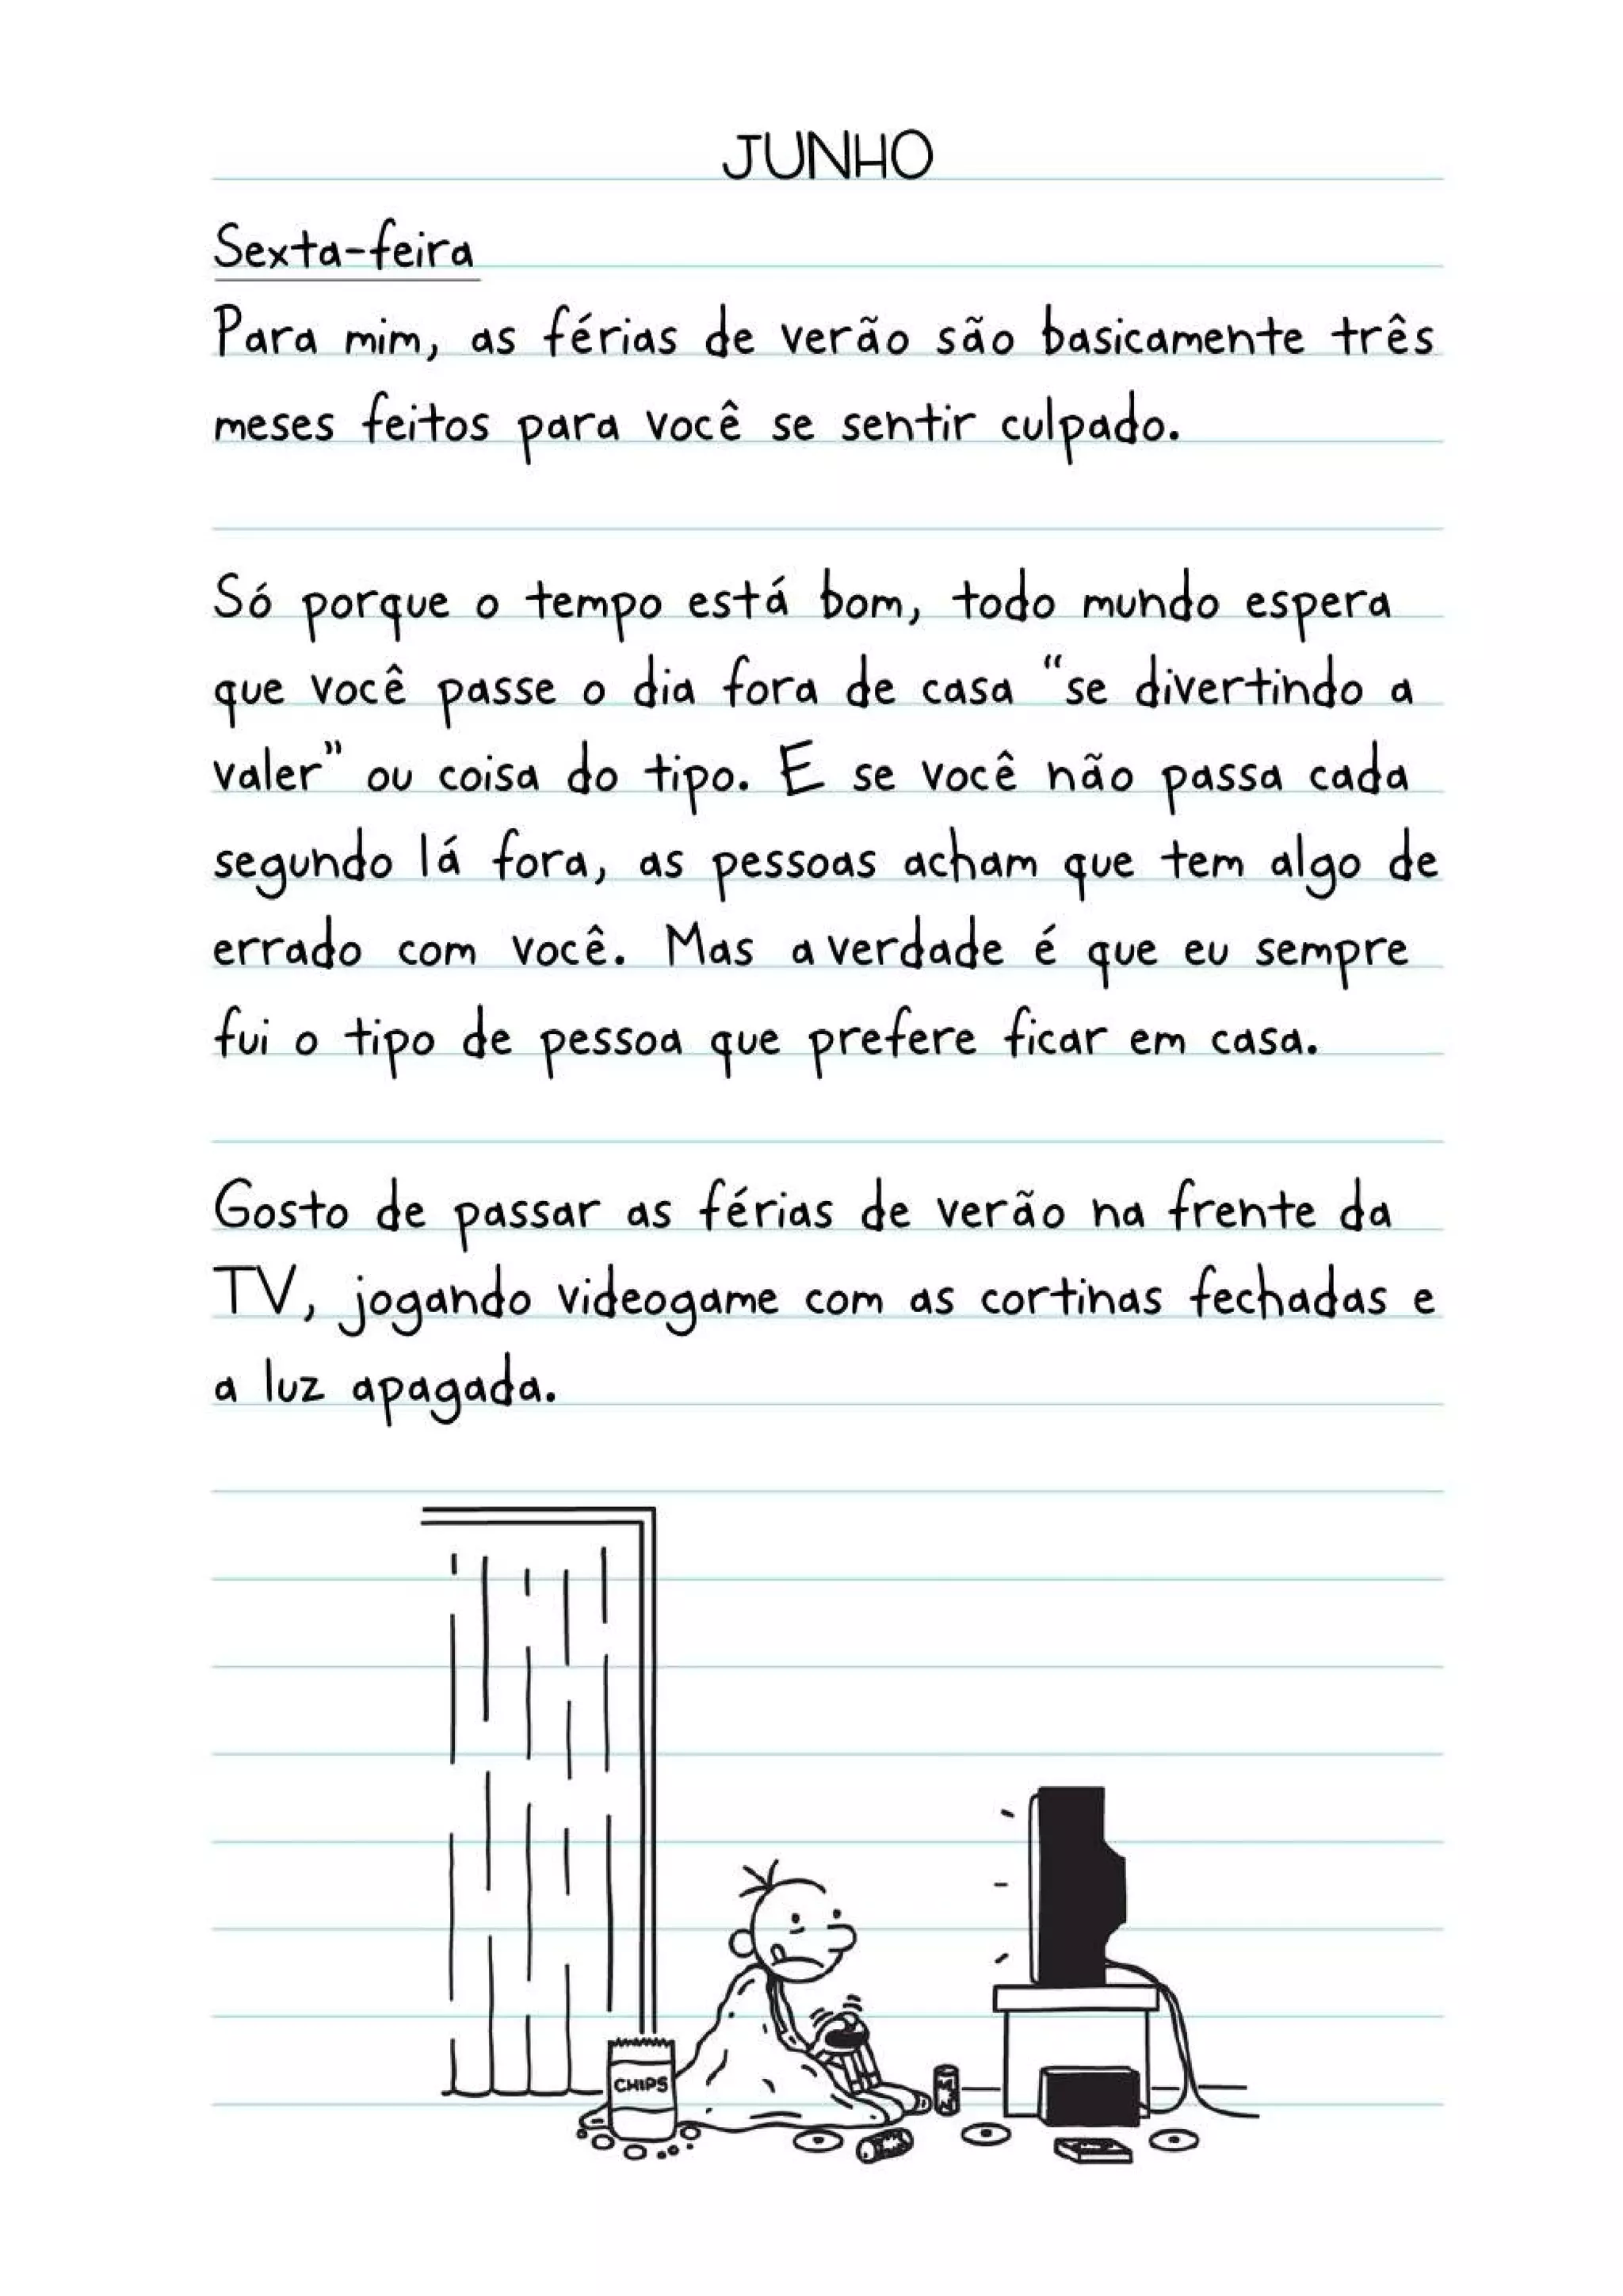 JUNHO
Sexta-feira
Para mim, as férias de verão são basicamente três
meses feitos para você se sentir culpado.
Só porque o tempo está bom, todo mundo espera
que você passe o dia fora de casa “se divertindo a
valer” ou coisa do tipo. E se você não passa cada
segundo lá fora, as pessoas acham que tem algo de
errado com você. Mas a verdade é que eu sempre
fui o tipo de pessoa que prefere ficar em casa.
Gosto de passar as férias de verão na frente da
TV, jogando videogame com as cortinas fechadas e
a luz apagada.
CHIPS